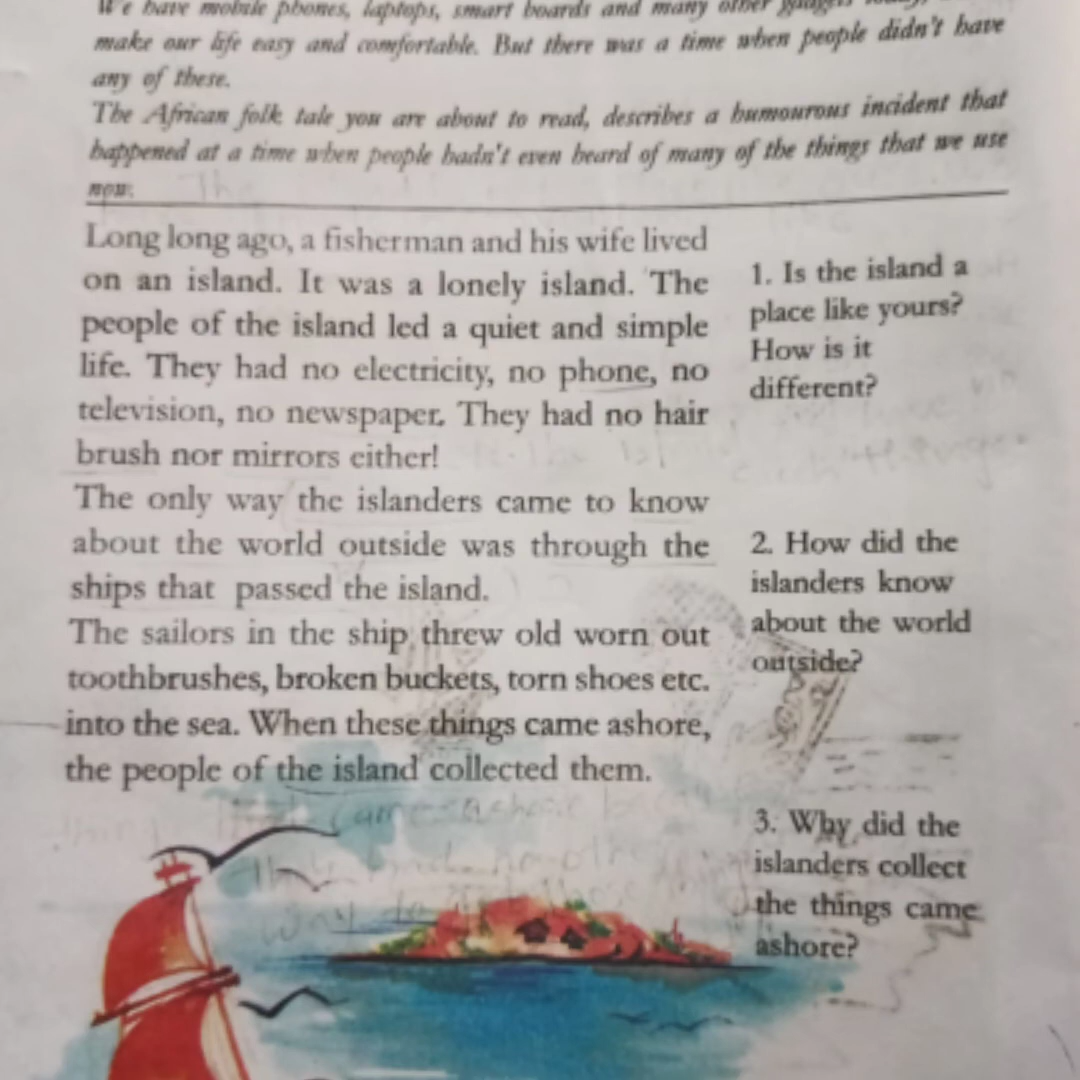 We have mobile phones, laptops, smart boards and many other gadgets today,
make our life easy and comfortable. But there was a time when people didn't have
any of these.
The African folk tale you are about to read, describes a humourous incident that
happened at a time when people hadn't even heard of many of the things that we use
now.
Long long ago, a fisherman and his wife lived
on an island. It was a lonely island. The
people of the island led a quiet and simple
life. They had no electricity, no phone, no
television, no newspaper. They had no hair
brush nor mirrors either!
1. Is the island a
place like yours?
How is it
different?
The only way the islanders came to know
about the world outside was through the
ships that passed the island.
The sailors in the ship threw old worn out
toothbrushes, broken buckets, torn shoes etc.
into the sea. When these things came ashore,
the people of the island collected them.
2. How did the
islanders know
about the world
outside?
came ashore
they had no
way to
3. Why did the
islanders collect
the things came
ashore?